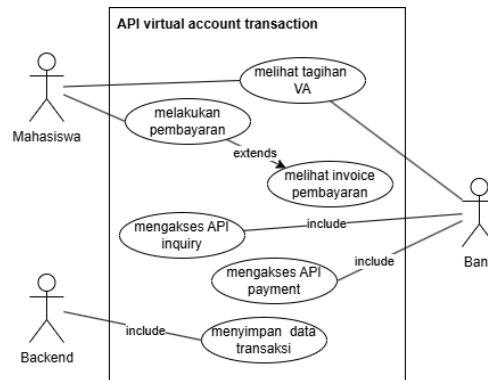 API virtual account transaction
melihat tagihan
VA
Mahasiswa
melakukan
pembayaran
extends
melihat invoice
pembayaran
mengakses API
inquiry
include
Ban
include
mengakses API
payment
Backend
include
menyimpan data
transaksi